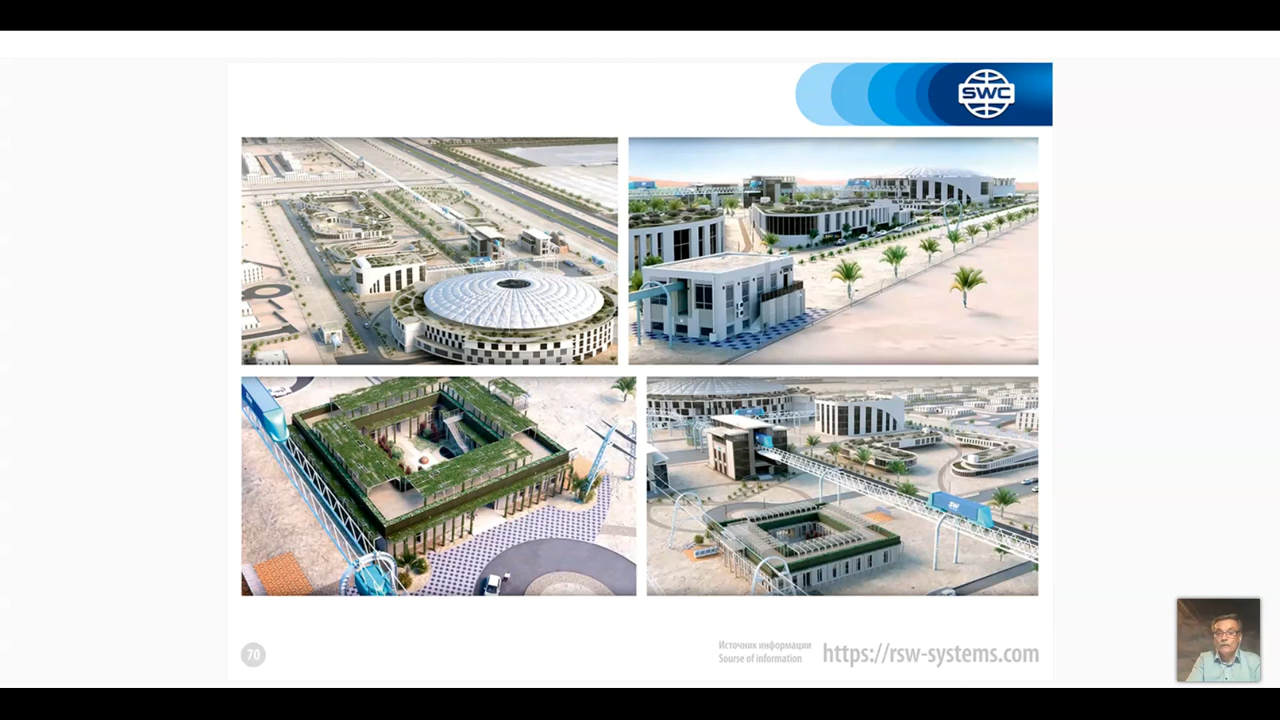 SWC
70
Источник информации
Sourse of information
https://rsw-systems.com